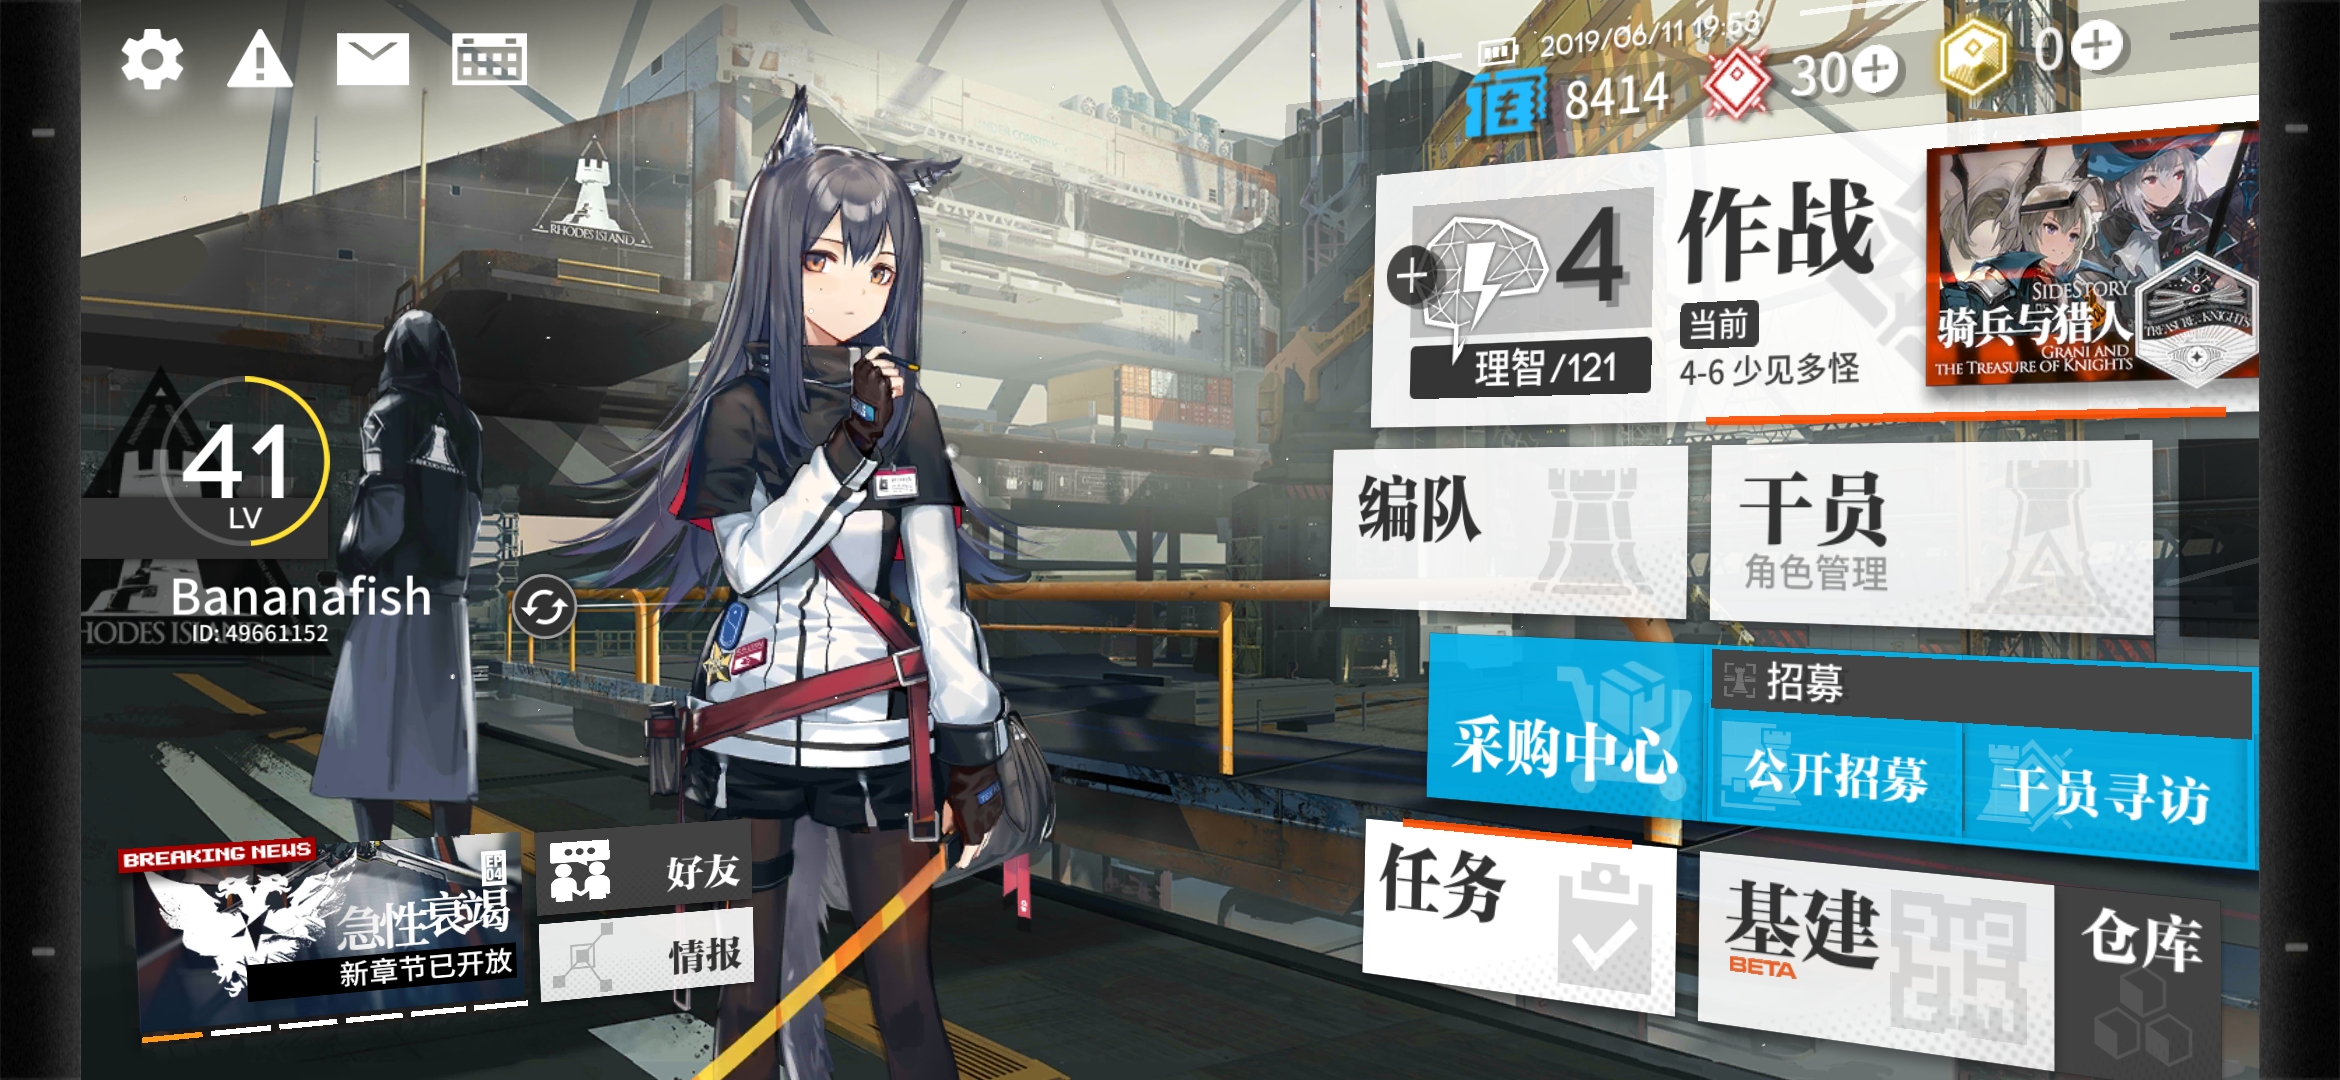 2019/06/11 19:53
8414
30
0
RHODES ISLAND
4
理智/121
作战
当前
4-6 少见多怪
SIDESTORY
骑兵与猎人
GRANI AND
THE TREASURE OF KNIGHTS
TREASURE KNIGHTS
41
LV
Bananafish
ID: 49661152
编队
干员
角色管理
采购中心
招募
公开招募
干员寻访
任务
基建
BETA
仓库
BREAKING NEWS
EP
04
急性衰竭
新章节已开放
好友
情报